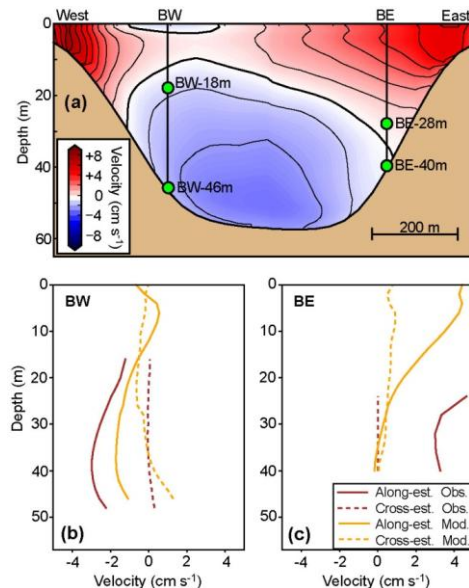 West BW BE East
0
20
40
60
Depth (m)
(a)
BW-18m
BW-46m
BE-28m
BE-40m
+8
+4
0
−4
−8
Velocity (cm s⁻¹)
200 m
0
10
20
30
40
50
Depth (m)
BW
(b)
−4 −2 0 2 4
Velocity (cm s⁻¹)
0
10
20
30
40
50
Depth (m)
BE
Along-est. Obs.
Cross-est. Obs.
Along-est. Mod.
Cross-est. Mod.
(c)
−4 −2 0 2 4
Velocity (cm s⁻¹)